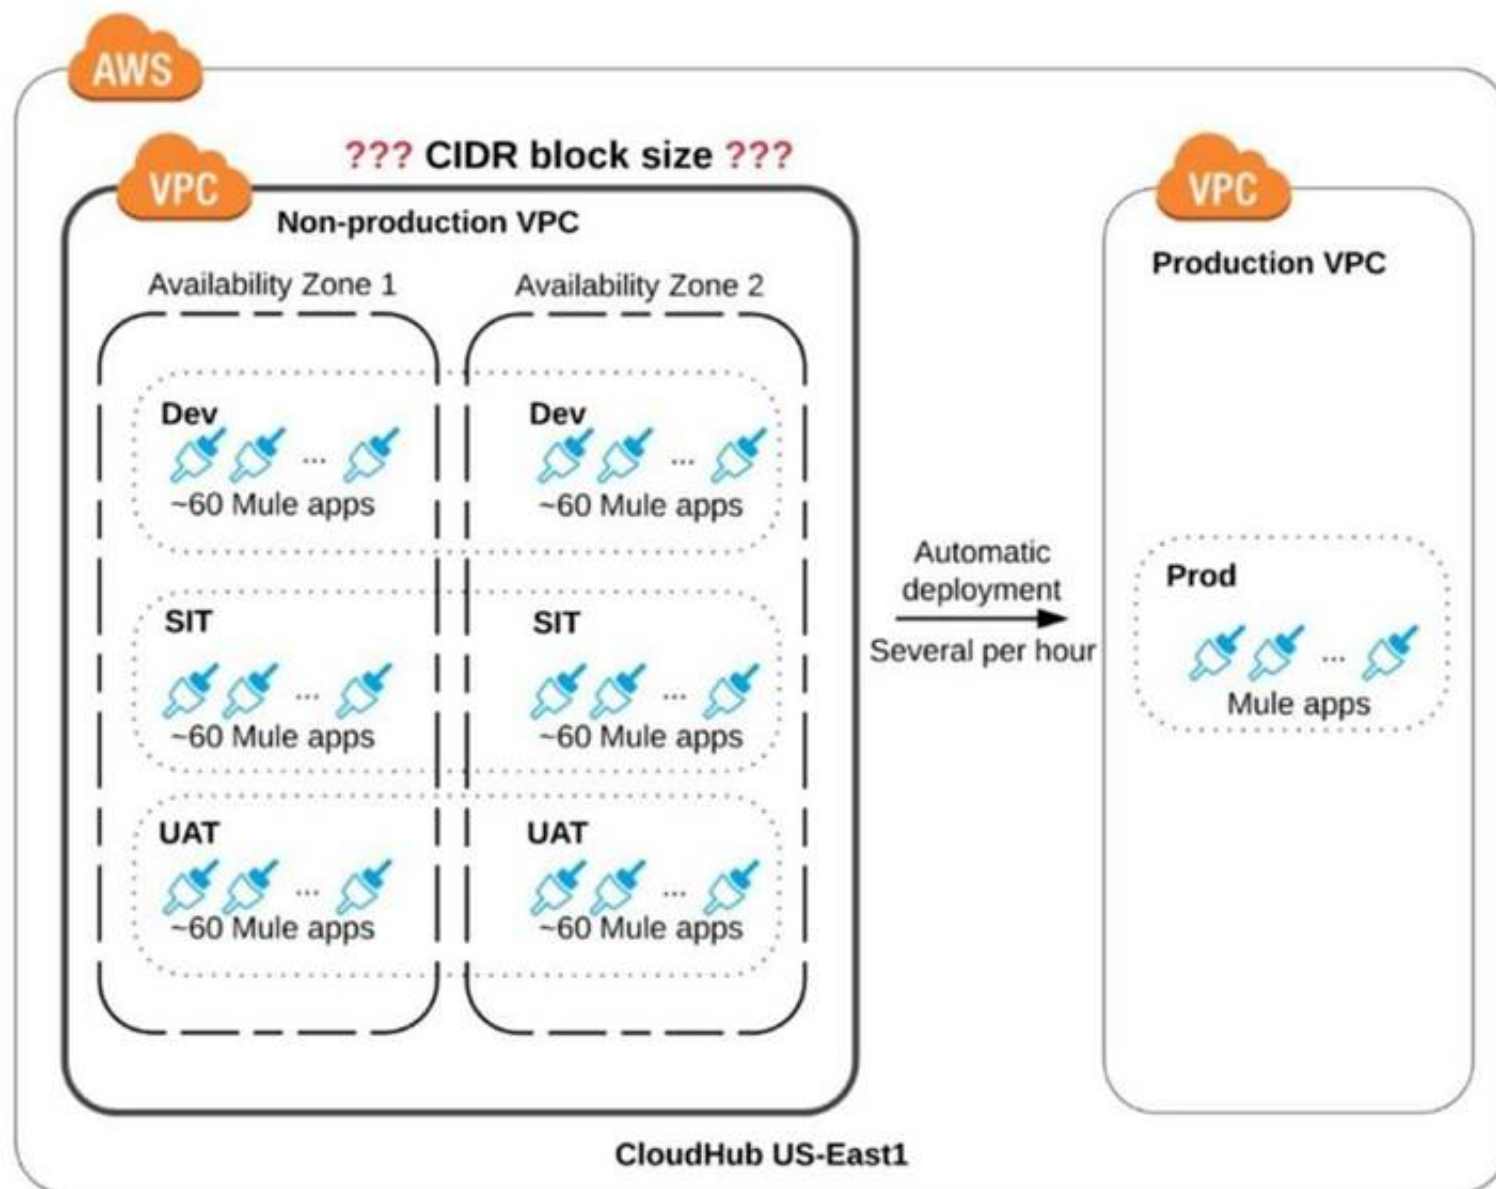 AWS
??? CIDR block size ???
VPC
Non-production VPC
Availability Zone 1
Availability Zone 2
Dev
...
~60 Mule apps
Dev
...
~60 Mule apps
SIT
...
~60 Mule apps
SIT
...
~60 Mule apps
UAT
...
~60 Mule apps
UAT
...
~60 Mule apps
Automatic
deployment
Several per hour
VPC
Production VPC
Prod
...
Mule apps
CloudHub US-East1